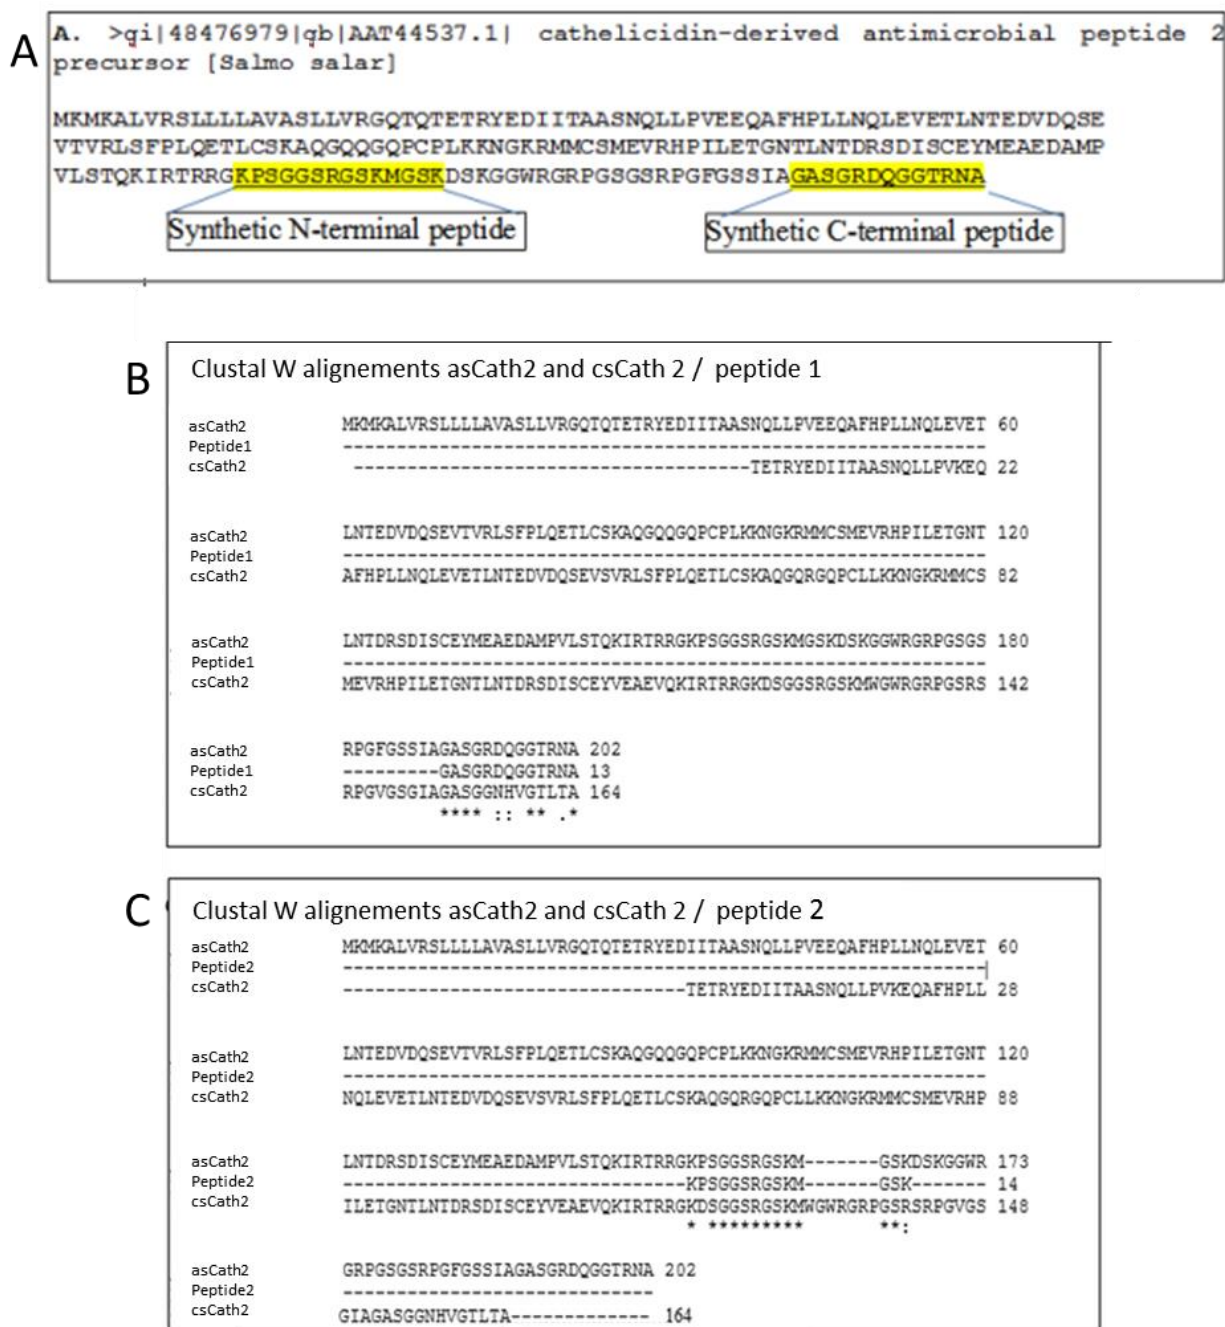 A
A. >gi|48476979|gb|AAT44537.1| cathelicidin-derived antimicrobial peptide 2
precursor [Salmo salar]
MKMKALVRSLLLLAVASLLVRGQTQTETRYEDIITAASNQLLPVEEQAFHPLLNQLEVETLNTEDVDQSE
VTVRLSFPLQETLCSKAQGQQGQPCPLKKNGKRMMCSMEVRHPILETGNTLNTDRSDISCEYMEAEDAMP
VLSTQKIRTRRGKPSGGSRGSKMGSKDSKGGWRGRPGSGSRPGFGSSIAGASGRDQGGTRNA
Synthetic N-terminal peptide Synthetic C-terminal peptide
B
Clustal W alignements asCath2 and csCath 2 / peptide 1
asCath2 MKMKALVRSLLLLAVASLLVRGQTQTETRYEDIITAASNQLLPVEEQAFHPLLNQLEVET 60
Peptide1 ------------------------------------------------------------
csCath2 --------------------------------------TETRYEDIITAASNQLLPVKEQ 22
asCath2 LNTEDVDQSEVTVRLSFPLQETLCSKAQGQQGQPCPLKKNGKRMMCSMEVRHPILETGNT 120
Peptide1 ------------------------------------------------------------
csCath2 AFHPLLNQLEVETLNTEDVDQSEVSVRLSFPLQETLCSKAQGQRGQPCLLKKNGKRMMCS 82
asCath2 LNTDRSDISCEYMEAEDAMPVLSTQKIRTRRGKPSGGSRGSKMGSKDSKGGWRGRPGSGS 180
Peptide1 ------------------------------------------------------------
csCath2 MEVRHPILETGNTLNTDRSDISCEYVEAEVQKIRTRRGKDSGGSRGSKMWGWRGRPGSRS 142
asCath2 RPGFGSSIAGASGRDQGGTRNA 202
Peptide1 ---------GASGRDQGGTRNA 13
csCath2 RPGVGSGIAGASGGNHVGTLTA 164
**** :: ** .*
C
Clustal W alignements asCath2 and csCath 2 / peptide 2
asCath2 MKMKALVRSLLLLAVASLLVRGQTQTETRYEDIITAASNQLLPVEEQAFHPLLNQLEVET 60
Peptide2 ------------------------------------------------------------
csCath2 --------------------------------TETRYEDIITAASNQLLPVKEQAFHPLL 28
asCath2 LNTEDVDQSEVTVRLSFPLQETLCSKAQGQQGQPCPLKKNGKRMMCSMEVRHPILETGNT 120
Peptide2 ------------------------------------------------------------
csCath2 NQLEVETLNTEDVDQSEVSVRLSFPLQETLCSKAQGQRGQPCLLKKNGKRMMCSMEVRHP 88
asCath2 LNTDRSDISCEYMEAEDAMPVLSTQKIRTRRGKPSGGSRGSKM-------GSKDSKGGWR 173
Peptide2 --------------------------------KPSGGSRGSKM-------GSK------- 14
csCath2 ILETGNTLNTDRSDISCEYVEAEVQKIRTRRGKDSGGSRGSKMWGWRGRPGSRSRPGVGS 148
* ********* **:
asCath2 GRPGSGSRPGFGSSIAGASGRDQGGTRNA 202
Peptide2 -----------------------------
csCath2 GIAGASGGNHVGTLTA------------- 164